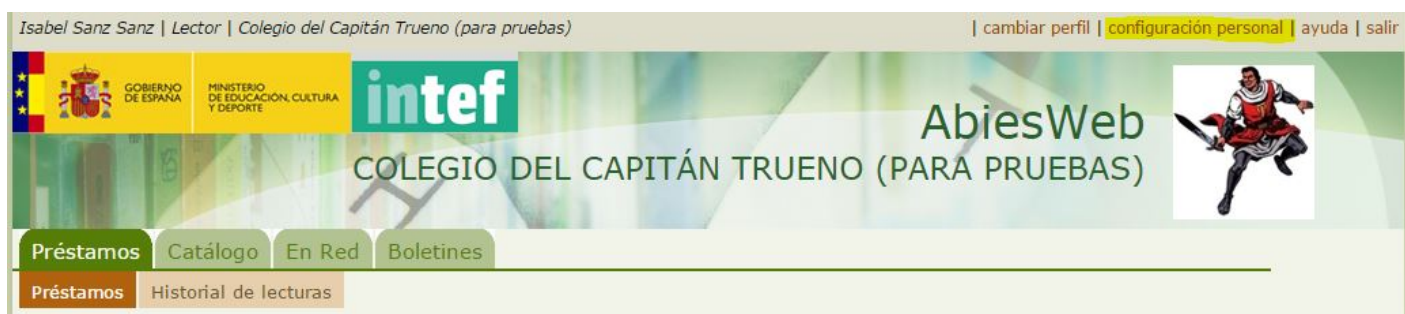 Isabel Sanz Sanz | Lector | Colegio del Capitán Trueno (para pruebas)
| cambiar perfil | configuración personal | ayuda | salir
GOBIERNO
DE ESPAÑA
MINISTERIO
DE EDUCACIÓN, CULTURA
Y DEPORTE
intef
AbiesWeb
COLEGIO DEL CAPITÁN TRUENO (PARA PRUEBAS)
Préstamos Catálogo En Red Boletines
Préstamos Historial de lecturas